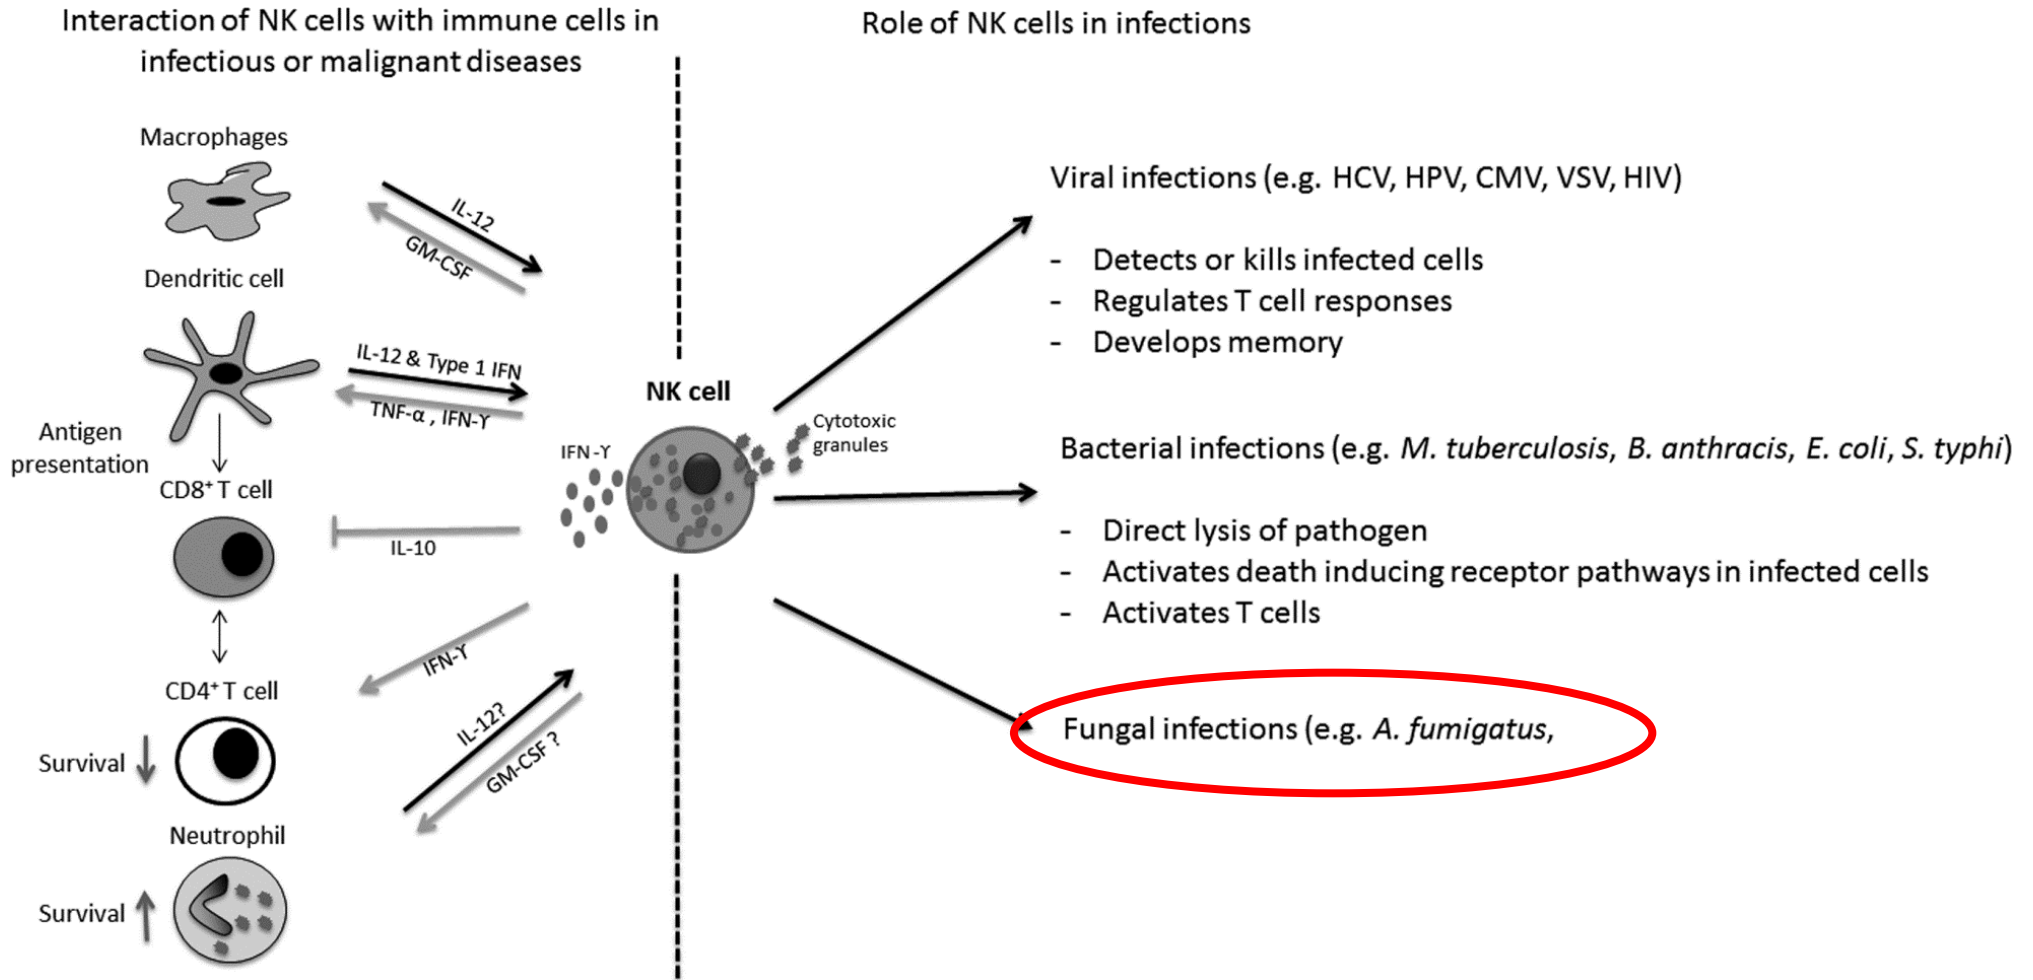 Interaction of NK cells with immune cells in
infectious or malignant diseases
Role of NK cells in infections
Macrophages
IL-12
GM-CSF
Dendritic cell
IL-12 & Type 1 IFN
TNF-α , IFN-ϒ
Antigen
presentation
CD8⁺ T cell
IL-10
IFN-ϒ
CD4⁺ T cell
Survival
IL-12?
GM-CSF ?
Neutrophil
Survival
NK cell
IFN-ϒ
Cytotoxic
granules
Viral infections (e.g. HCV, HPV, CMV, VSV, HIV)
- Detects or kills infected cells
- Regulates T cell responses
- Develops memory
Bacterial infections (e.g. M. tuberculosis, B. anthracis, E. coli, S. typhi)
- Direct lysis of pathogen
- Activates death inducing receptor pathways in infected cells
- Activates T cells
Fungal infections (e.g. A. fumigatus,